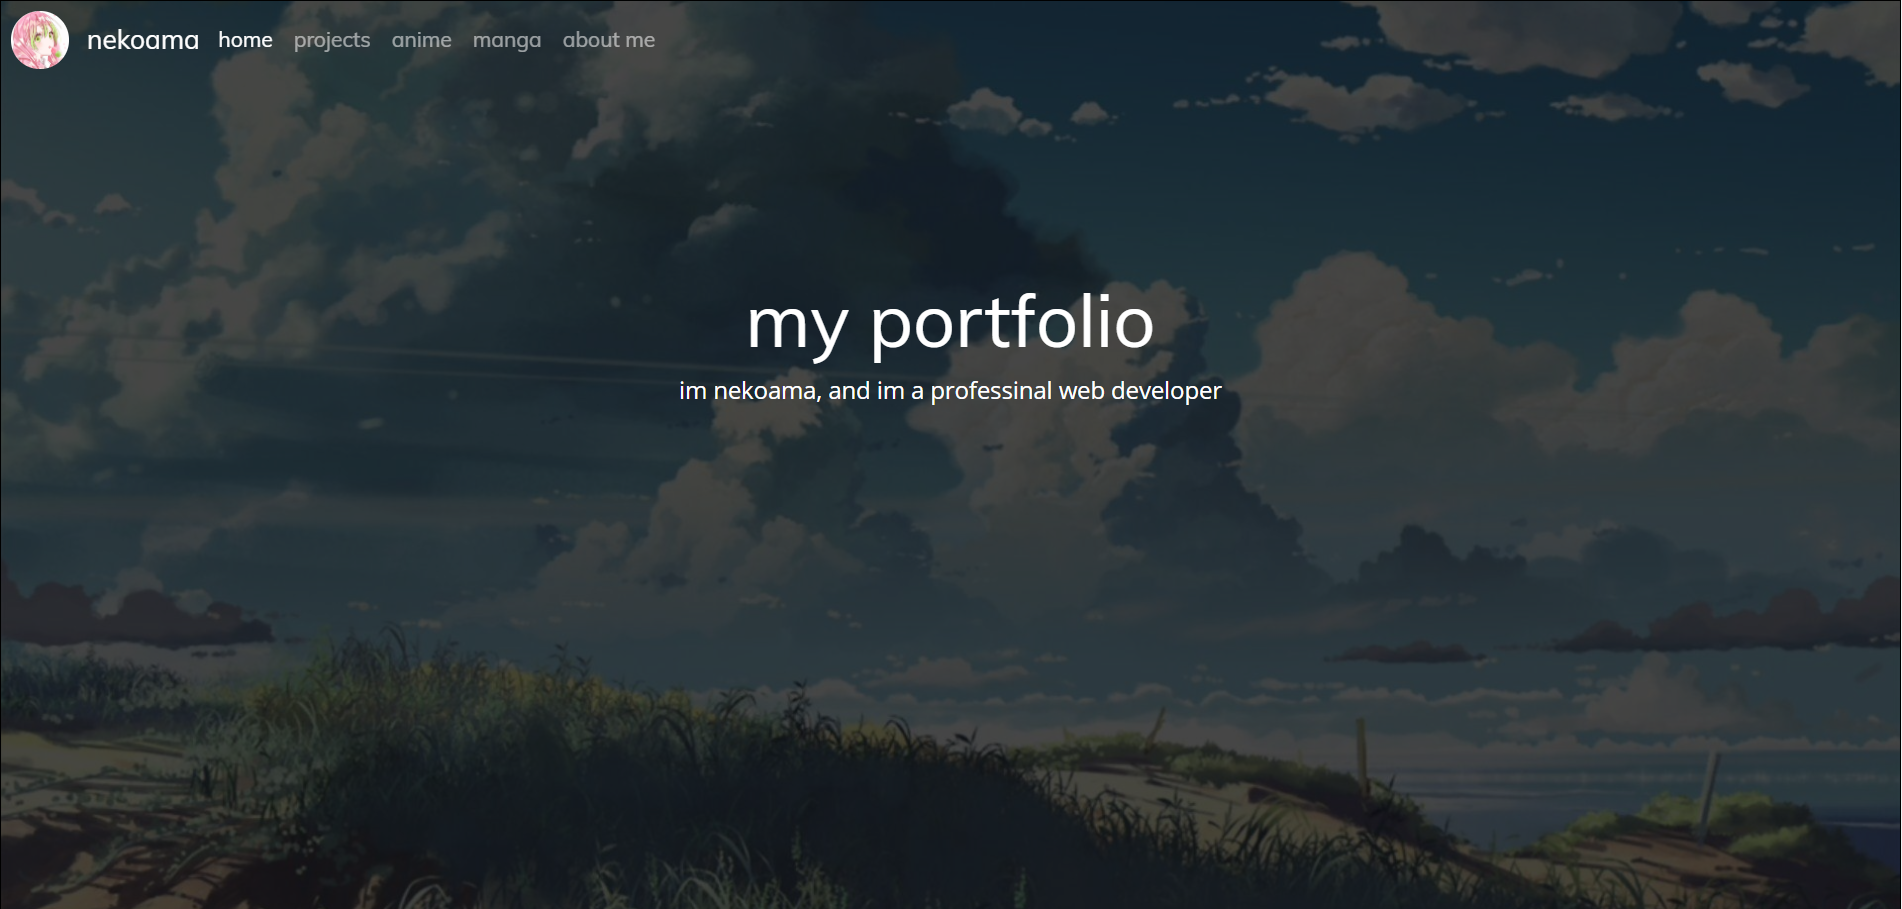 nekoama home projects anime manga about me
my portfolio
im nekoama, and im a professinal web developer